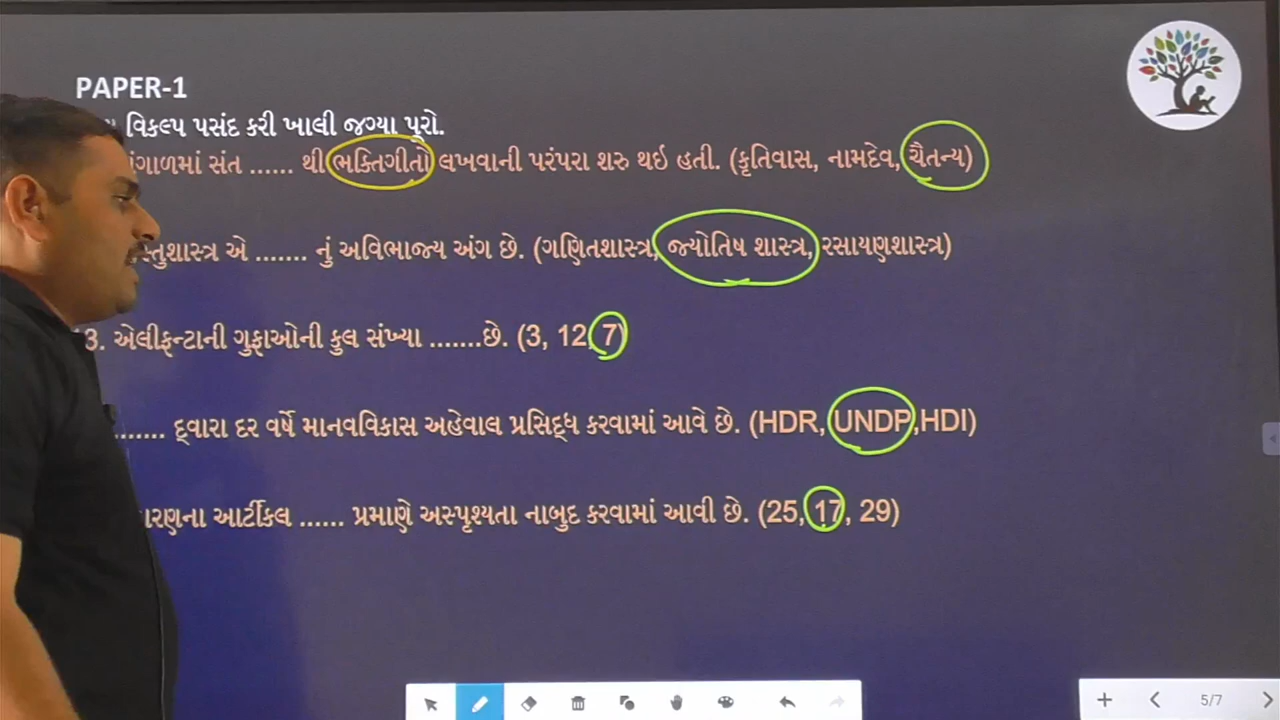 PAPER-1
વિકલ્પ પસંદ કરી ખાલી જગ્યા પૂરો.
સંત ...... થી ભક્તિગીતો લખવાની પરંપરા શરુ થઇ હતી. (કૃતિવાસ, નામદેવ, ચૈતન્ય)
એ ....... નું અવિભાજ્ય અંગ છે. (ગણિતશાસ્ત્ર, જ્યોતિષ શાસ્ત્ર, રસાયણશાસ્ત્ર)
3. એલીફન્ટાની ગુફાઓની કુલ સંખ્યા .......છે. (3, 12, 7)
....... દ્વારા દર વર્ષે માનવવિકાસ અહેવાલ પ્રસિદ્ધ કરવામાં આવે છે. (HDR, UNDP,HDI)
આર્ટીકલ ...... પ્રમાણે અસ્પૃશ્યતા નાબુદ કરવામાં આવી છે. (25, 17, 29)
5/7